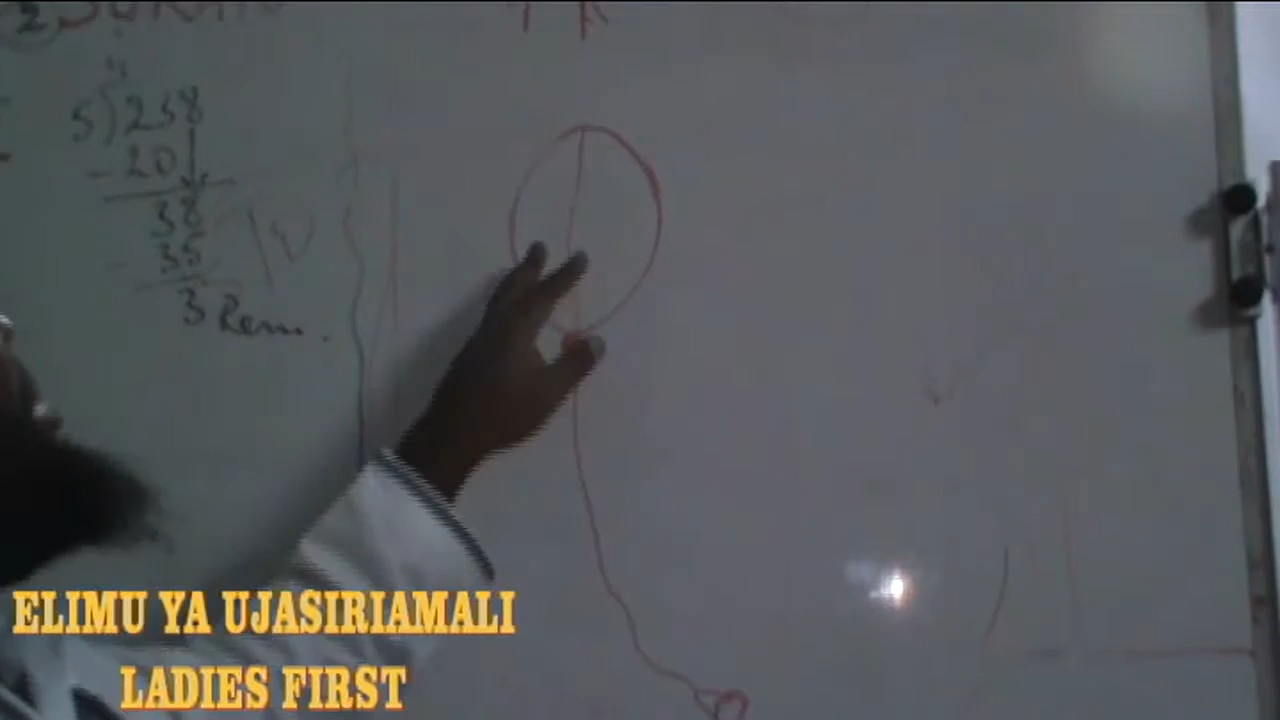 5)258
- 20
38
- 35
3 Rem.
ELIMU YA UJASIRIAMALI
LADIES FIRST